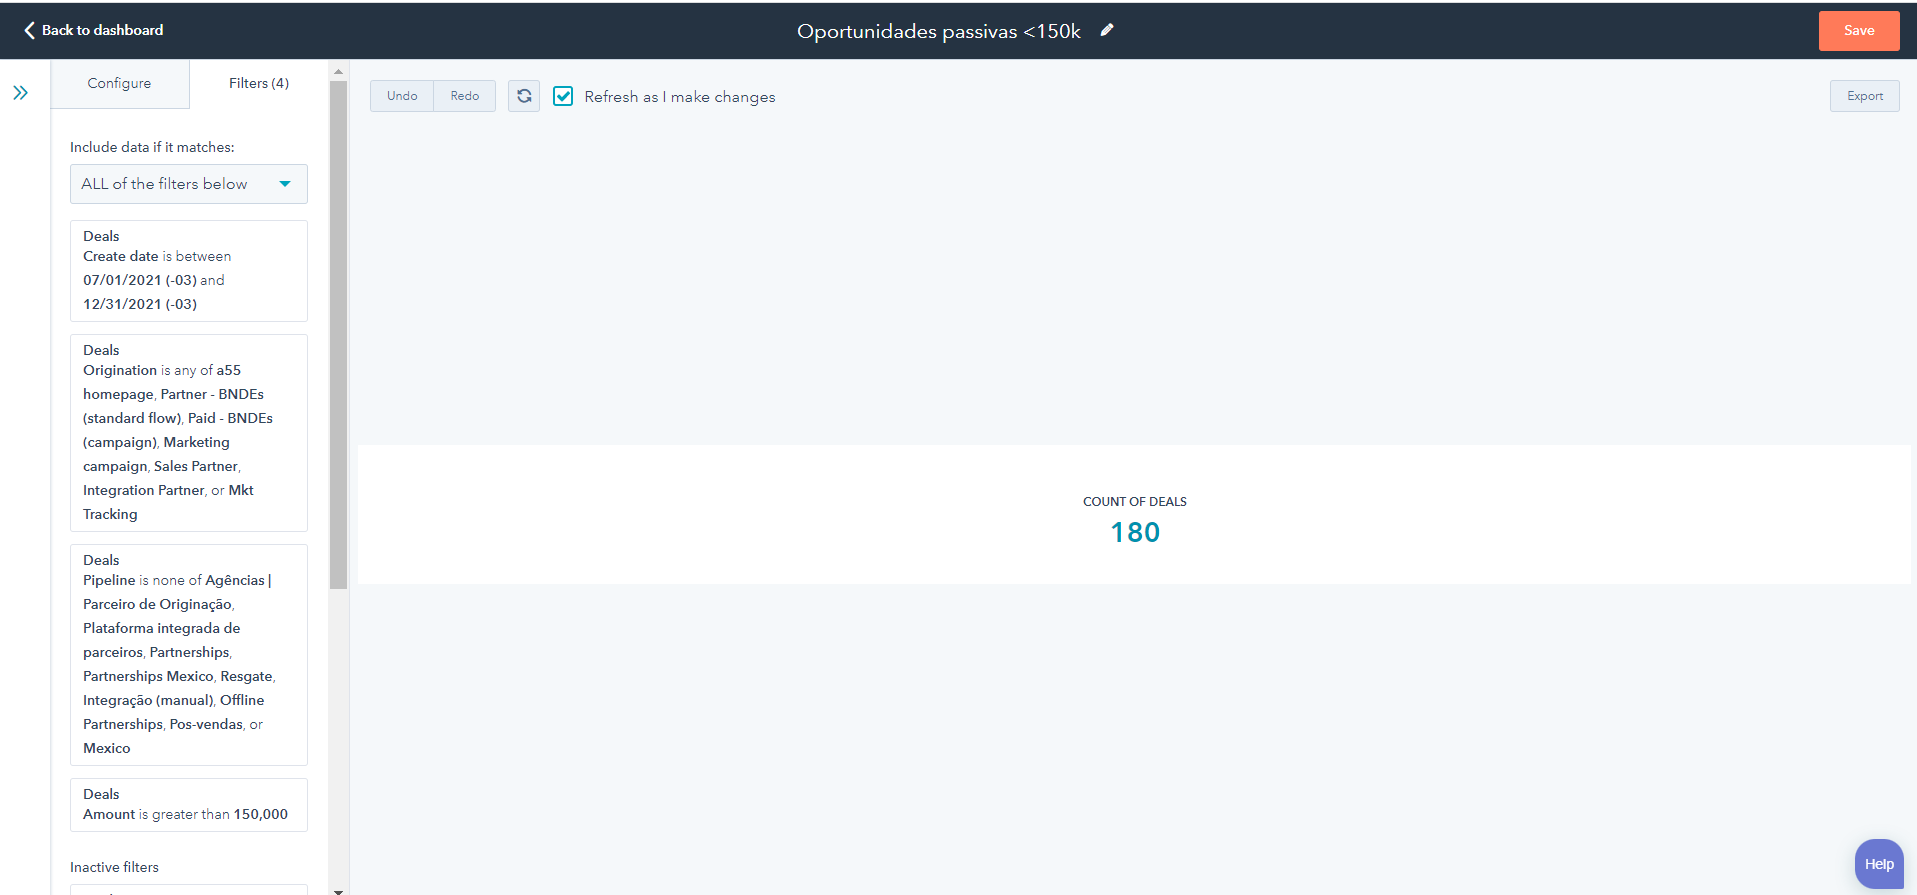 Back to dashboard
Oportunidades passivas <150k
Save
Configure
Filters (4)
Undo
Redo
Refresh as I make changes
Export
Include data if it matches:
ALL of the filters below
Deals
Create date is between
07/01/2021 (-03) and
12/31/2021 (-03)
Deals
Origination is any of a55
homepage, Partner - BNDEs
(standard flow), Paid - BNDEs
(campaign), Marketing
campaign, Sales Partner,
Integration Partner, or Mkt
Tracking
Deals
Pipeline is none of Agências |
Parceiro de Originação,
Plataforma integrada de
parceiros, Partnerships,
Partnerships Mexico, Resgate,
Integração (manual), Offline
Partnerships, Pos-vendas, or
Mexico
Deals
Amount is greater than 150,000
Inactive filters
COUNT OF DEALS
180
Help